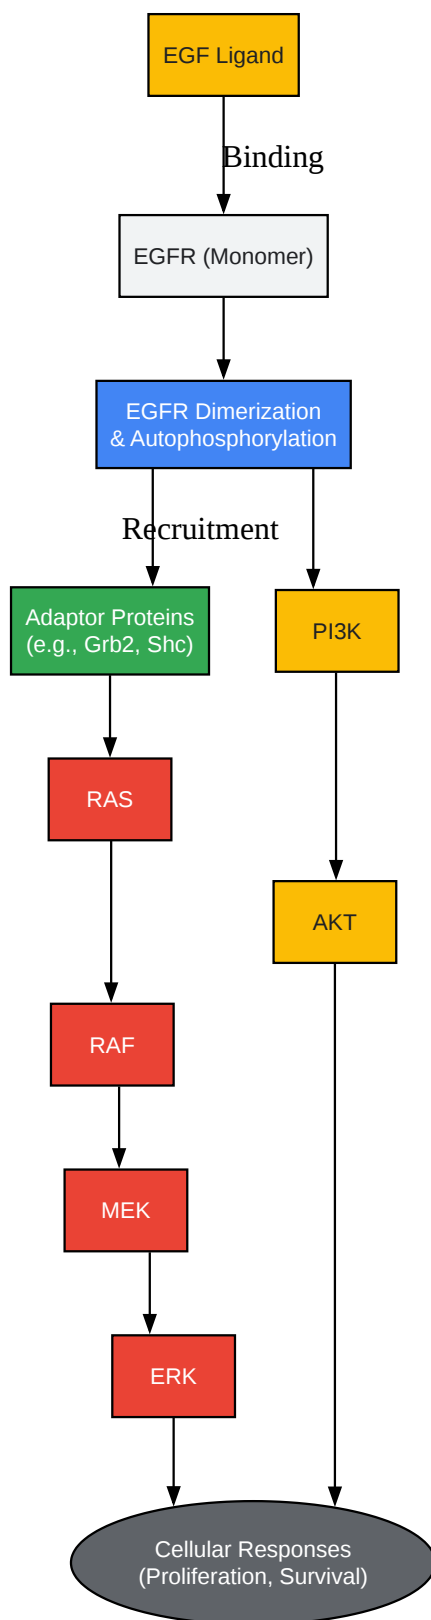 EGF Ligand
Binding
EGFR (Monomer)
EGFR Dimerization
& Autophosphorylation
Recruitment
Adaptor Proteins
(e.g., Grb2, Shc)
PI3K
RAS
AKT
RAF
MEK
ERK
Cellular Responses
(Proliferation, Survival)